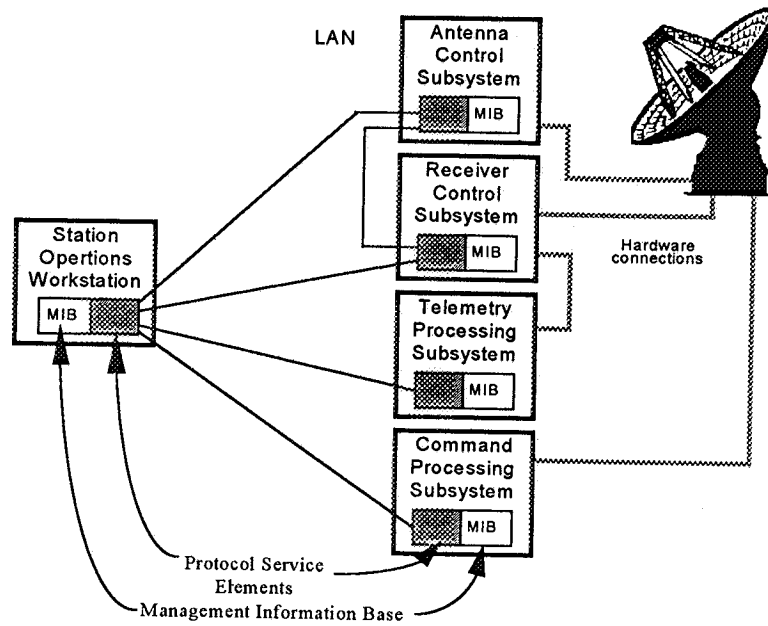 LAN
Antenna
Control
Subsystem
MIB
Receiver
Control
Subsystem
MIB
Hardware
connections
Station
Opertions
Workstation
MIB
Telemetry
Processing
Subsystem
MIB
Command
Processing
Subsystem
MIB
Protocol Service
Elements
Management Information Base